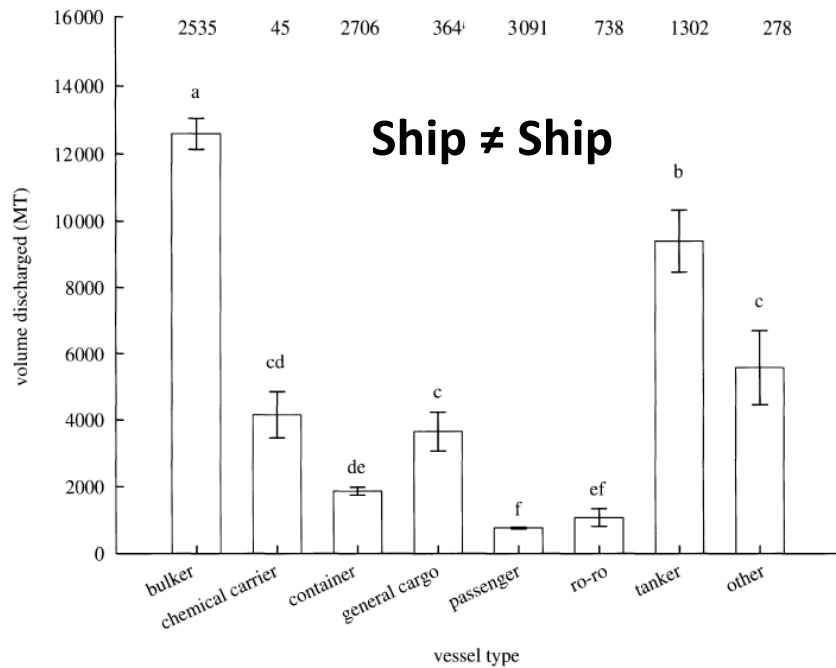 16000
2535 45 2706 364 3091 738 1302 278
14000
a
Ship ≠ Ship
12000
b
10000
volume discharged (MT)
8000
c
6000
cd
c
4000
de
2000
f
ef
0
bulker
chemical carrier
container
general cargo
passenger
ro-ro
tanker
other
vessel type